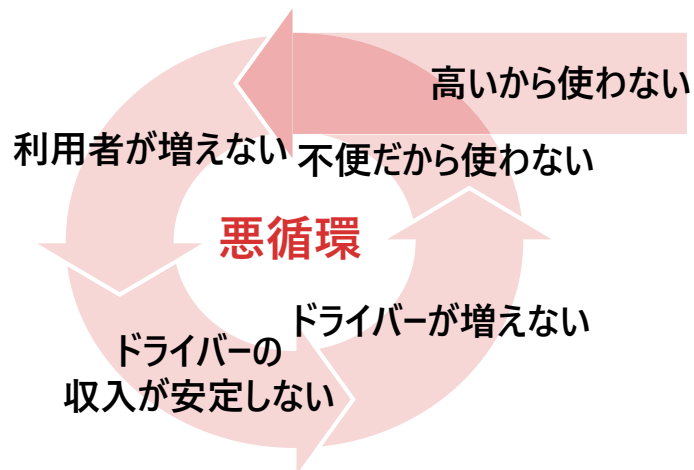 高いから使わない
利用者が増えない
不便だから使わない
悪循環
ドライバーが増えない
ドライバーの
収入が安定しない